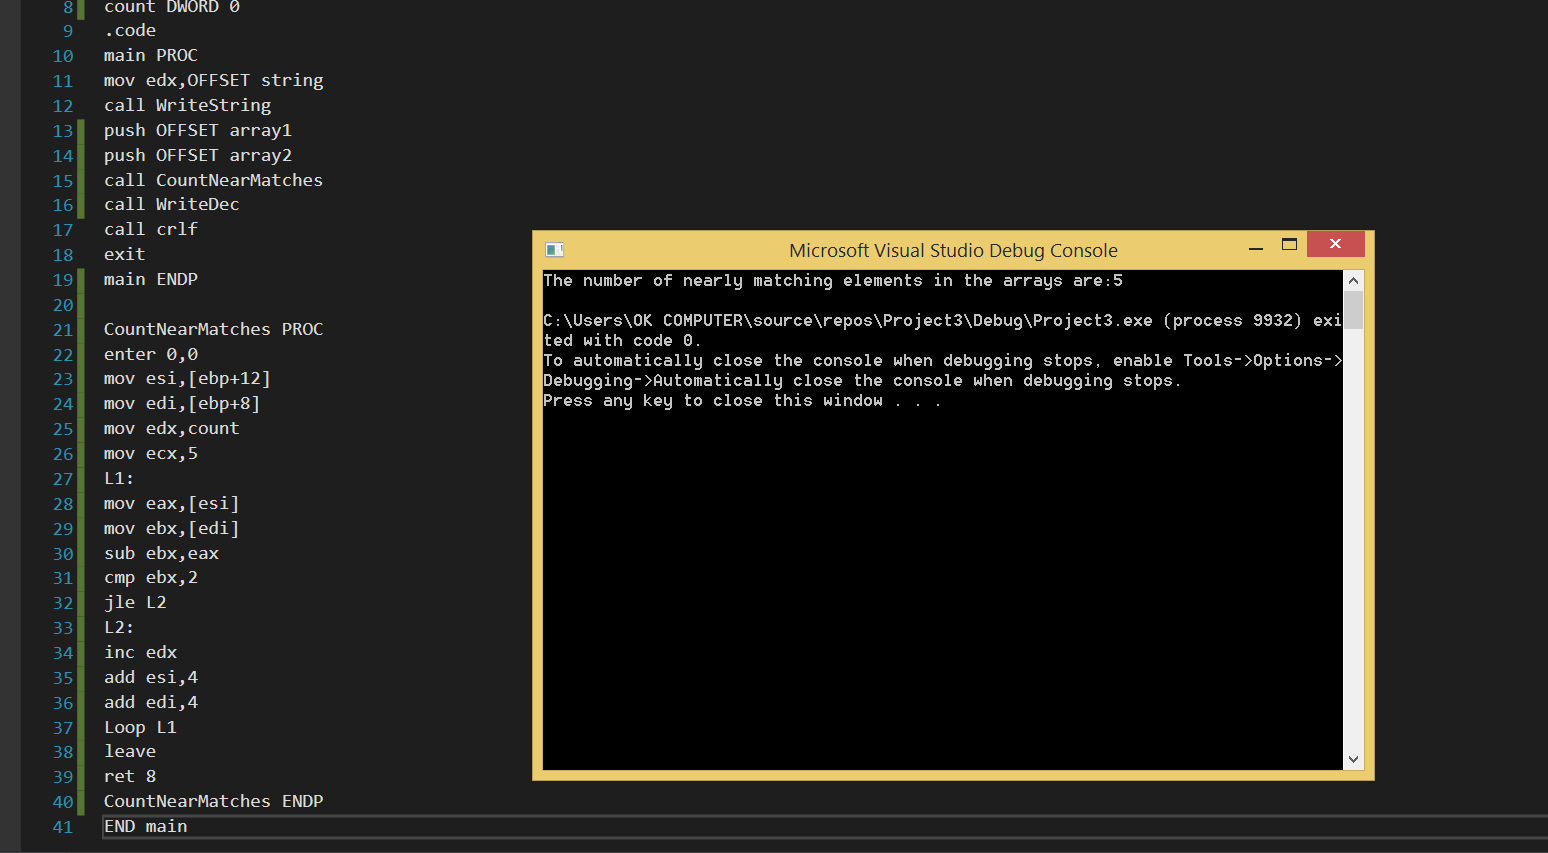 8 count DWORD 0
9 .code
10 main PROC
11 mov edx,OFFSET string
12 call WriteString
13 push OFFSET array1
14 push OFFSET array2
15 call CountNearMatches
16 call WriteDec
17 call crlf
18 exit
19 main ENDP
20
21 CountNearMatches PROC
22 enter 0,0
23 mov esi,[ebp+12]
24 mov edi,[ebp+8]
25 mov edx,count
26 mov ecx,5
27 L1:
28 mov eax,[esi]
29 mov ebx,[edi]
30 sub ebx,eax
31 cmp ebx,2
32 jle L2
33 L2:
34 inc edx
35 add esi,4
36 add edi,4
37 Loop L1
38 leave
39 ret 8
40 CountNearMatches ENDP
41 END main
Microsoft Visual Studio Debug Console
The number of nearly matching elements in the arrays are:5
C:\Users\OK COMPUTER\source\repos\Project3\Debug\Project3.exe (process 9932) exi
ted with code 0.
To automatically close the console when debugging stops, enable Tools->Options->
Debugging->Automatically close the console when debugging stops.
Press any key to close this window . . .